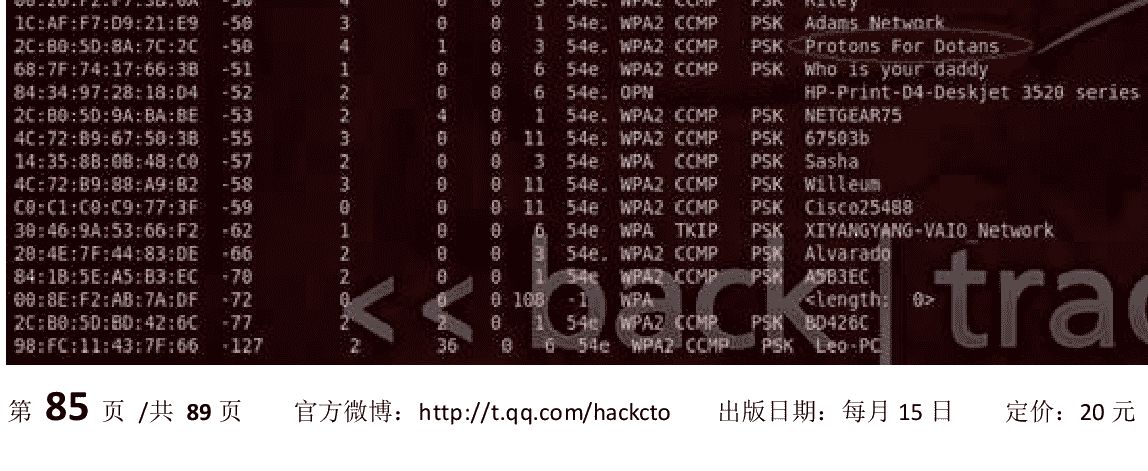 1C:AF:F7:D9:21:E9 -50 3 0 0 1 54e. WPA2 CCMP PSK Adams Network
2C:B0:5D:8A:7C:2C -50 4 1 0 3 54e. WPA2 CCMP PSK Protons For Dotans
68:7F:74:17:66:3B -51 1 0 0 6 54e WPA2 CCMP PSK Who is your daddy
84:34:97:28:18:D4 -52 2 0 0 6 54e. OPN HP-Print-D4-Deskjet 3520 series
2C:B0:5D:9A:BA:BE -53 2 4 0 1 54e. WPA2 CCMP PSK NETGEAR75
4C:72:B9:67:50:3B -55 3 0 0 11 54e. WPA2 CCMP PSK 67503b
14:35:8B:0B:48:C0 -57 2 0 0 3 54e WPA CCMP PSK Sasha
4C:72:B9:88:A9:B2 -58 3 0 0 11 54e. WPA2 CCMP PSK Willeum
C0:C1:C0:C9:77:3F -59 0 0 0 11 54e WPA2 CCMP PSK Cisco25488
30:46:9A:53:66:F2 -62 1 0 0 6 54e WPA TKIP PSK XIYANGYANG-VAIO_Network
20:4E:7F:44:83:DE -66 2 0 0 3 54e. WPA2 CCMP PSK Alvarado
84:1B:5E:A5:B3:EC -70 2 0 0 1 54e WPA2 CCMP PSK A5B3EC
00:8E:F2:AB:7A:DF -72 0 0 0 108 -1 WPA <length: 0>
2C:B0:5D:BD:42:6C -77 2 2 0 1 54e WPA2 CCMP PSK BD426C
98:FC:11:43:7F:66 -127 2 36 0 6 54e WPA2 CCMP PSK Leo-PC
<< back | trac
第 85 页 /共 89 页 官方微博：http://t.qq.com/hackcto 出版日期：每月 15 日 定价：20 元